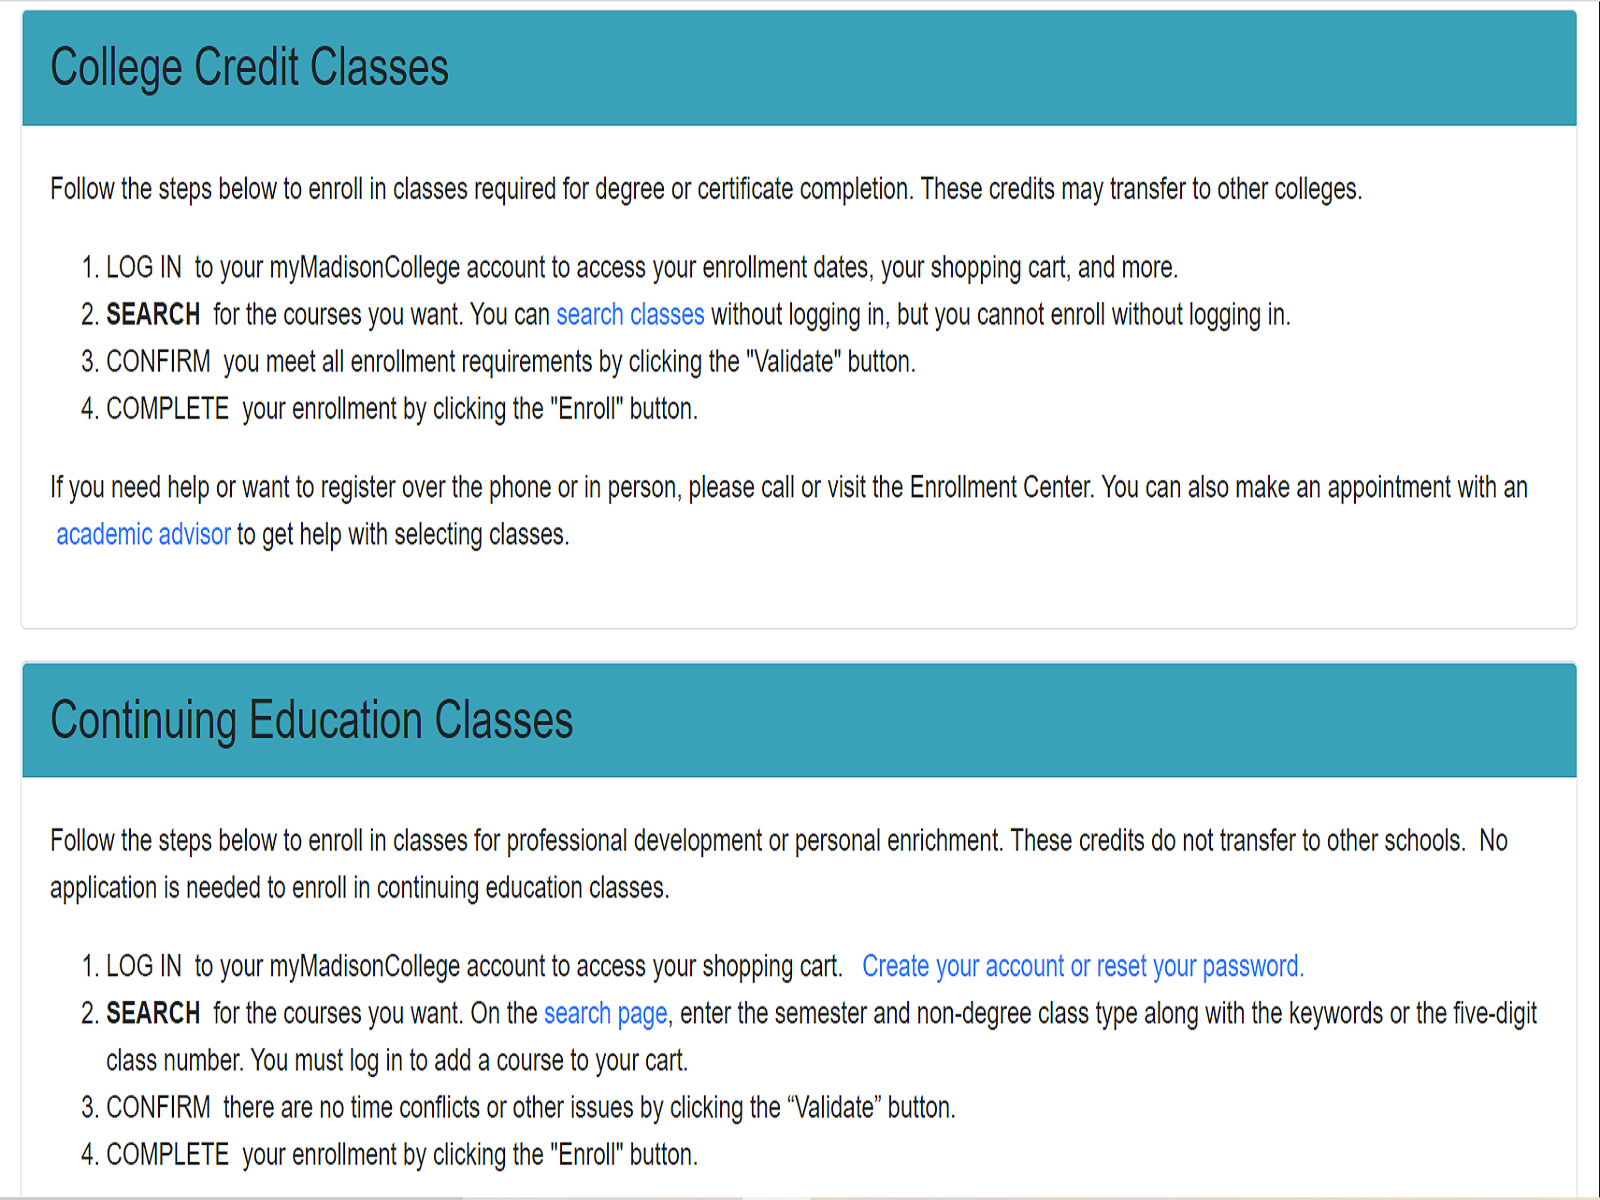 College Credit Classes
Follow the steps below to enroll in classes required for degree or certificate completion. These credits may transfer to other colleges.
1. LOG IN  to your myMadisonCollege account to access your enrollment dates, your shopping cart, and more.
2. SEARCH  for the courses you want. You can search classes without logging in, but you cannot enroll without logging in.
3. CONFIRM  you meet all enrollment requirements by clicking the "Validate" button.
4. COMPLETE  your enrollment by clicking the "Enroll" button.
If you need help or want to register over the phone or in person, please call or visit the Enrollment Center. You can also make an appointment with an
academic advisor to get help with selecting classes.
Continuing Education Classes
Follow the steps below to enroll in classes for professional development or personal enrichment. These credits do not transfer to other schools.  No
application is needed to enroll in continuing education classes.
1. LOG IN  to your myMadisonCollege account to access your shopping cart.   Create your account or reset your password.
2. SEARCH  for the courses you want. On the search page, enter the semester and non-degree class type along with the keywords or the five-digit
class number. You must log in to add a course to your cart.
3. CONFIRM  there are no time conflicts or other issues by clicking the “Validate” button.
4. COMPLETE  your enrollment by clicking the "Enroll" button.